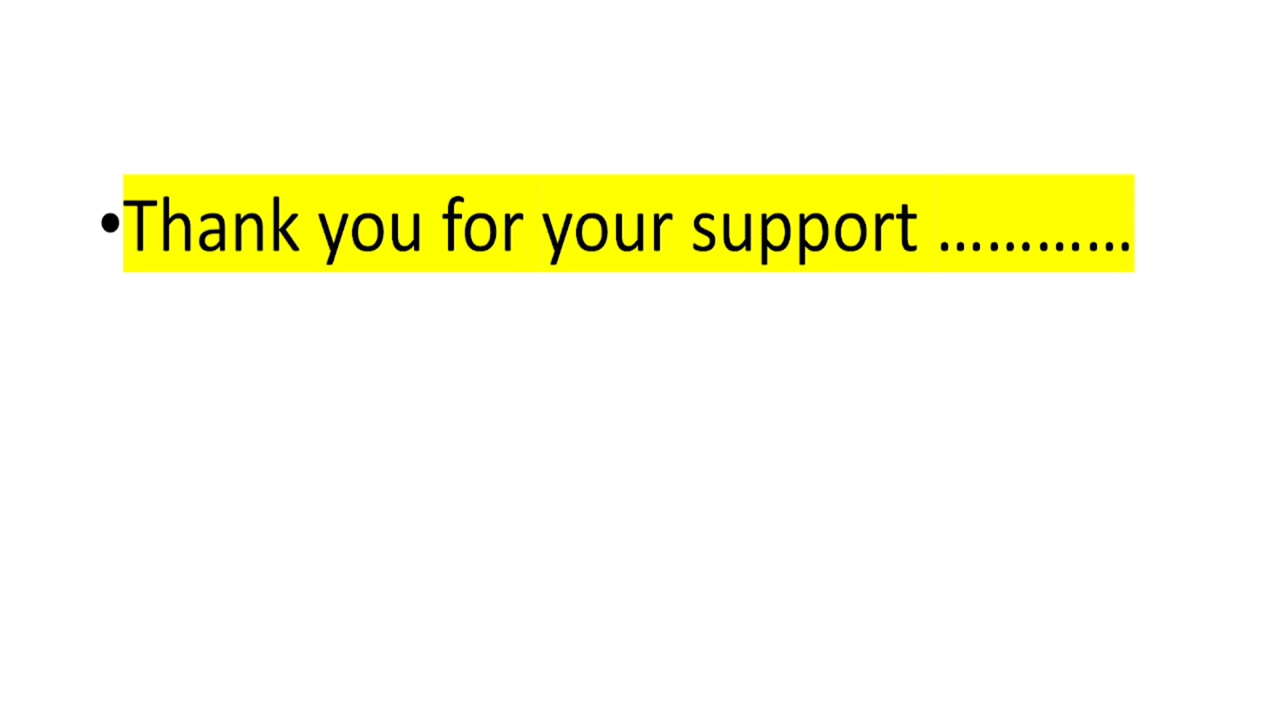 •Thank you for your support …………